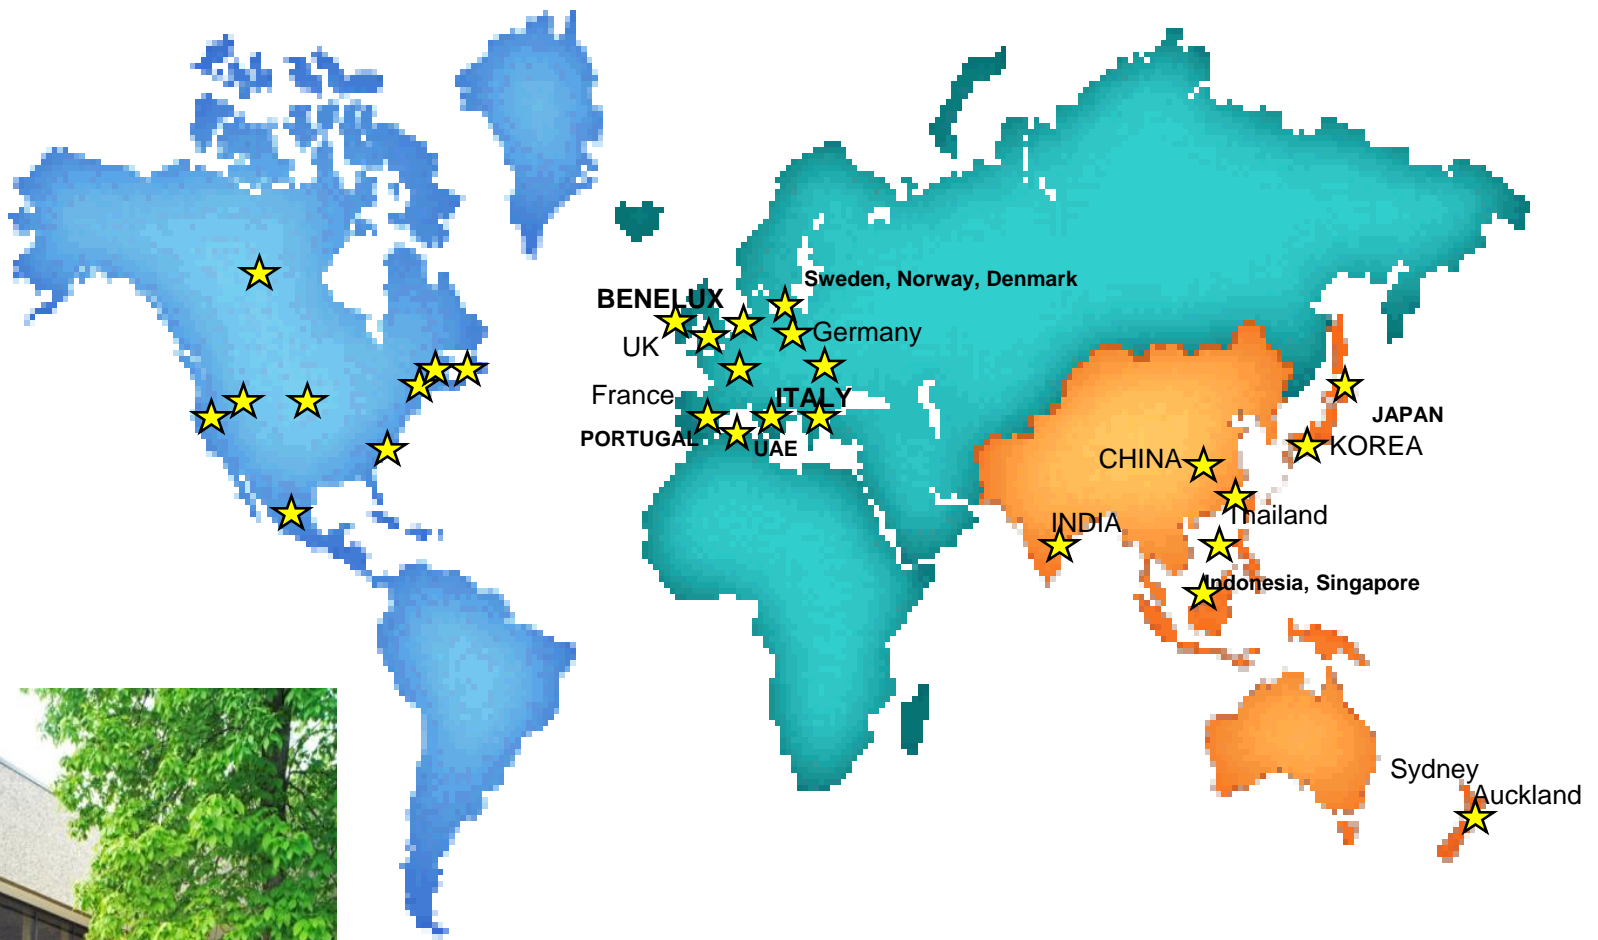 Sweden, Norway, Denmark
BENELUX
Germany
UK
France
ITALY
JAPAN
PORTUGAL
UAE
KOREA
CHINA
Thailand
INDIA
Indonesia, Singapore
Sydney
Auckland